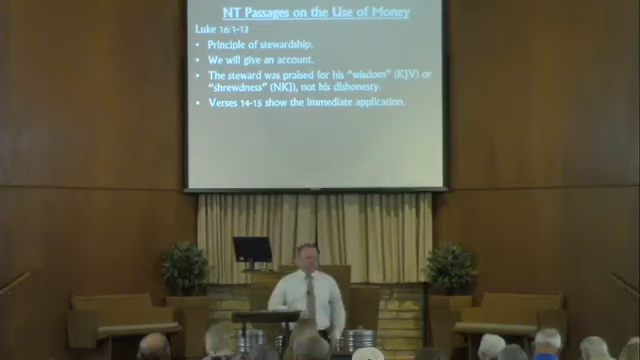 NT Passages on the Use of Money
Luke 16:1-13
• Principle of stewardship.
• We will give an account.
• The steward was praised for his "wisdom" (KJV) or
"shrewdness" (NKJ), not his dishonesty.
• Verses 14-15 show the immediate application.